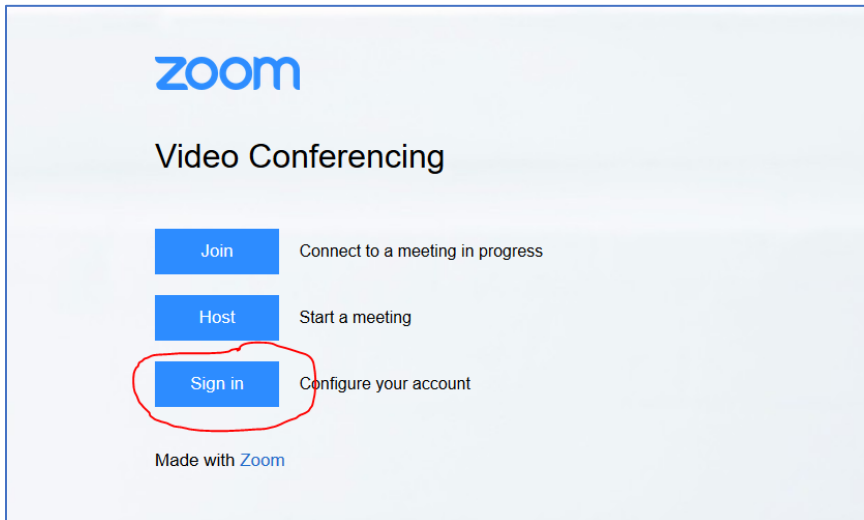 zoom
Video Conferencing
Join Connect to a meeting in progress
Host Start a meeting
Sign in Configure your account
Made with Zoom